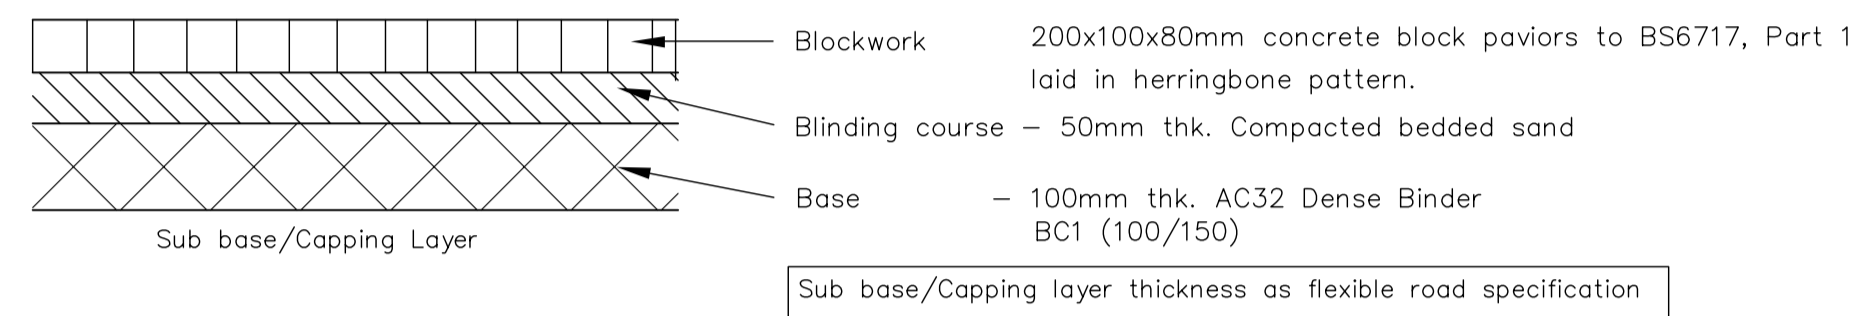 Blockwork 200x100x80mm concrete block paviors to BS6717, Part 1
laid in herringbone pattern.
Blinding course – 50mm thk. Compacted bedded sand
Base – 100mm thk. AC32 Dense Binder
BC1 (100/150)
Sub base/Capping Layer
Sub base/Capping layer thickness as flexible road specification